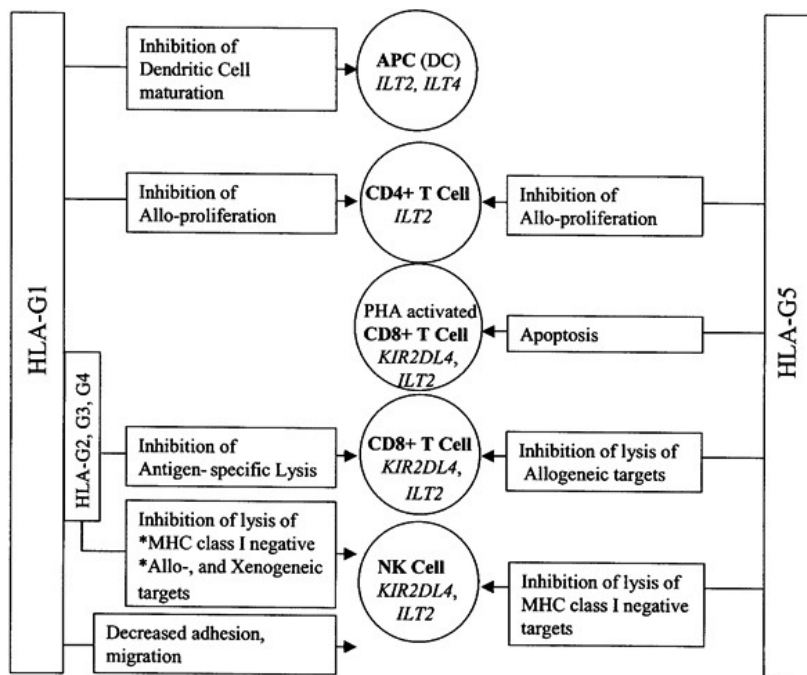 HLA-G1
HLA-G2, G3, G4
Inhibition of
Dendritic Cell
maturation
APC (DC)
ILT2, ILT4
Inhibition of
Allo-proliferation
CD4+ T Cell
ILT2
Inhibition of
Allo-proliferation
PHA activated
CD8+ T Cell
KIR2DL4,
ILT2
Apoptosis
Inhibition of
Antigen- specific Lysis
CD8+ T Cell
KIR2DL4,
ILT2
Inhibition of lysis of
Allogeneic targets
Inhibition of lysis of
*MHC class I negative
*Allo-, and Xenogeneic
targets
NK Cell
KIR2DL4,
ILT2
Inhibition of lysis of
MHC class I negative
targets
Decreased adhesion,
migration
HLA-G5